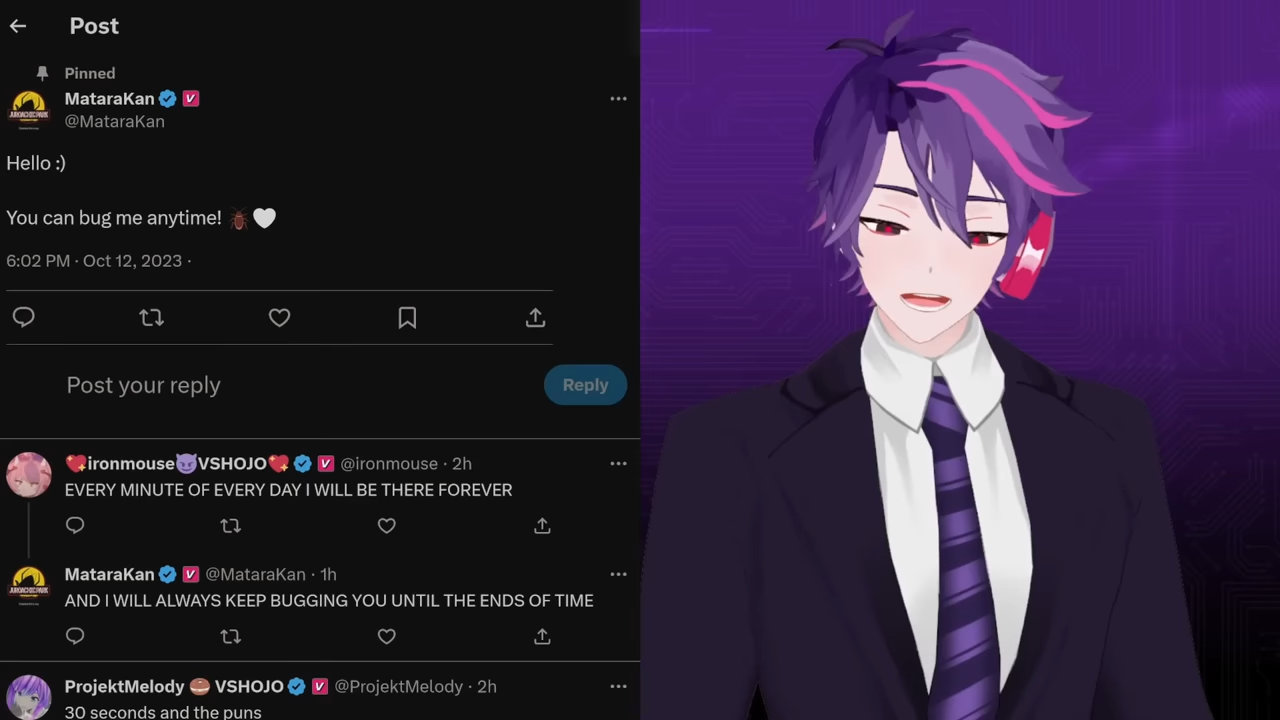 Post
Pinned
MataraKan
@MataraKan
Hello :)
You can bug me anytime! 🪳🤍
6:02 PM · Oct 12, 2023 ·
Post your reply
Reply
💖ironmouse😈VSHOJO💖 @ironmouse · 2h
EVERY MINUTE OF EVERY DAY I WILL BE THERE FOREVER
MataraKan @MataraKan · 1h
AND I WILL ALWAYS KEEP BUGGING YOU UNTIL THE ENDS OF TIME
ProjektMelody VSHOJO @ProjektMelody · 2h
30 seconds and the puns